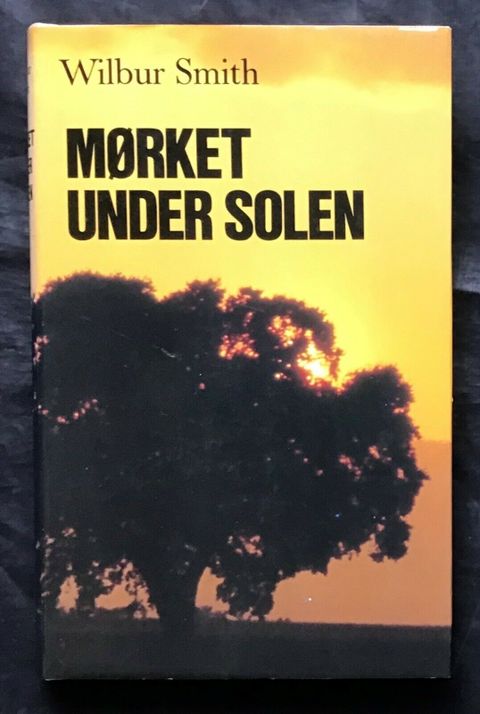 Wilbur Smith
MØRKET
UNDER SOLEN